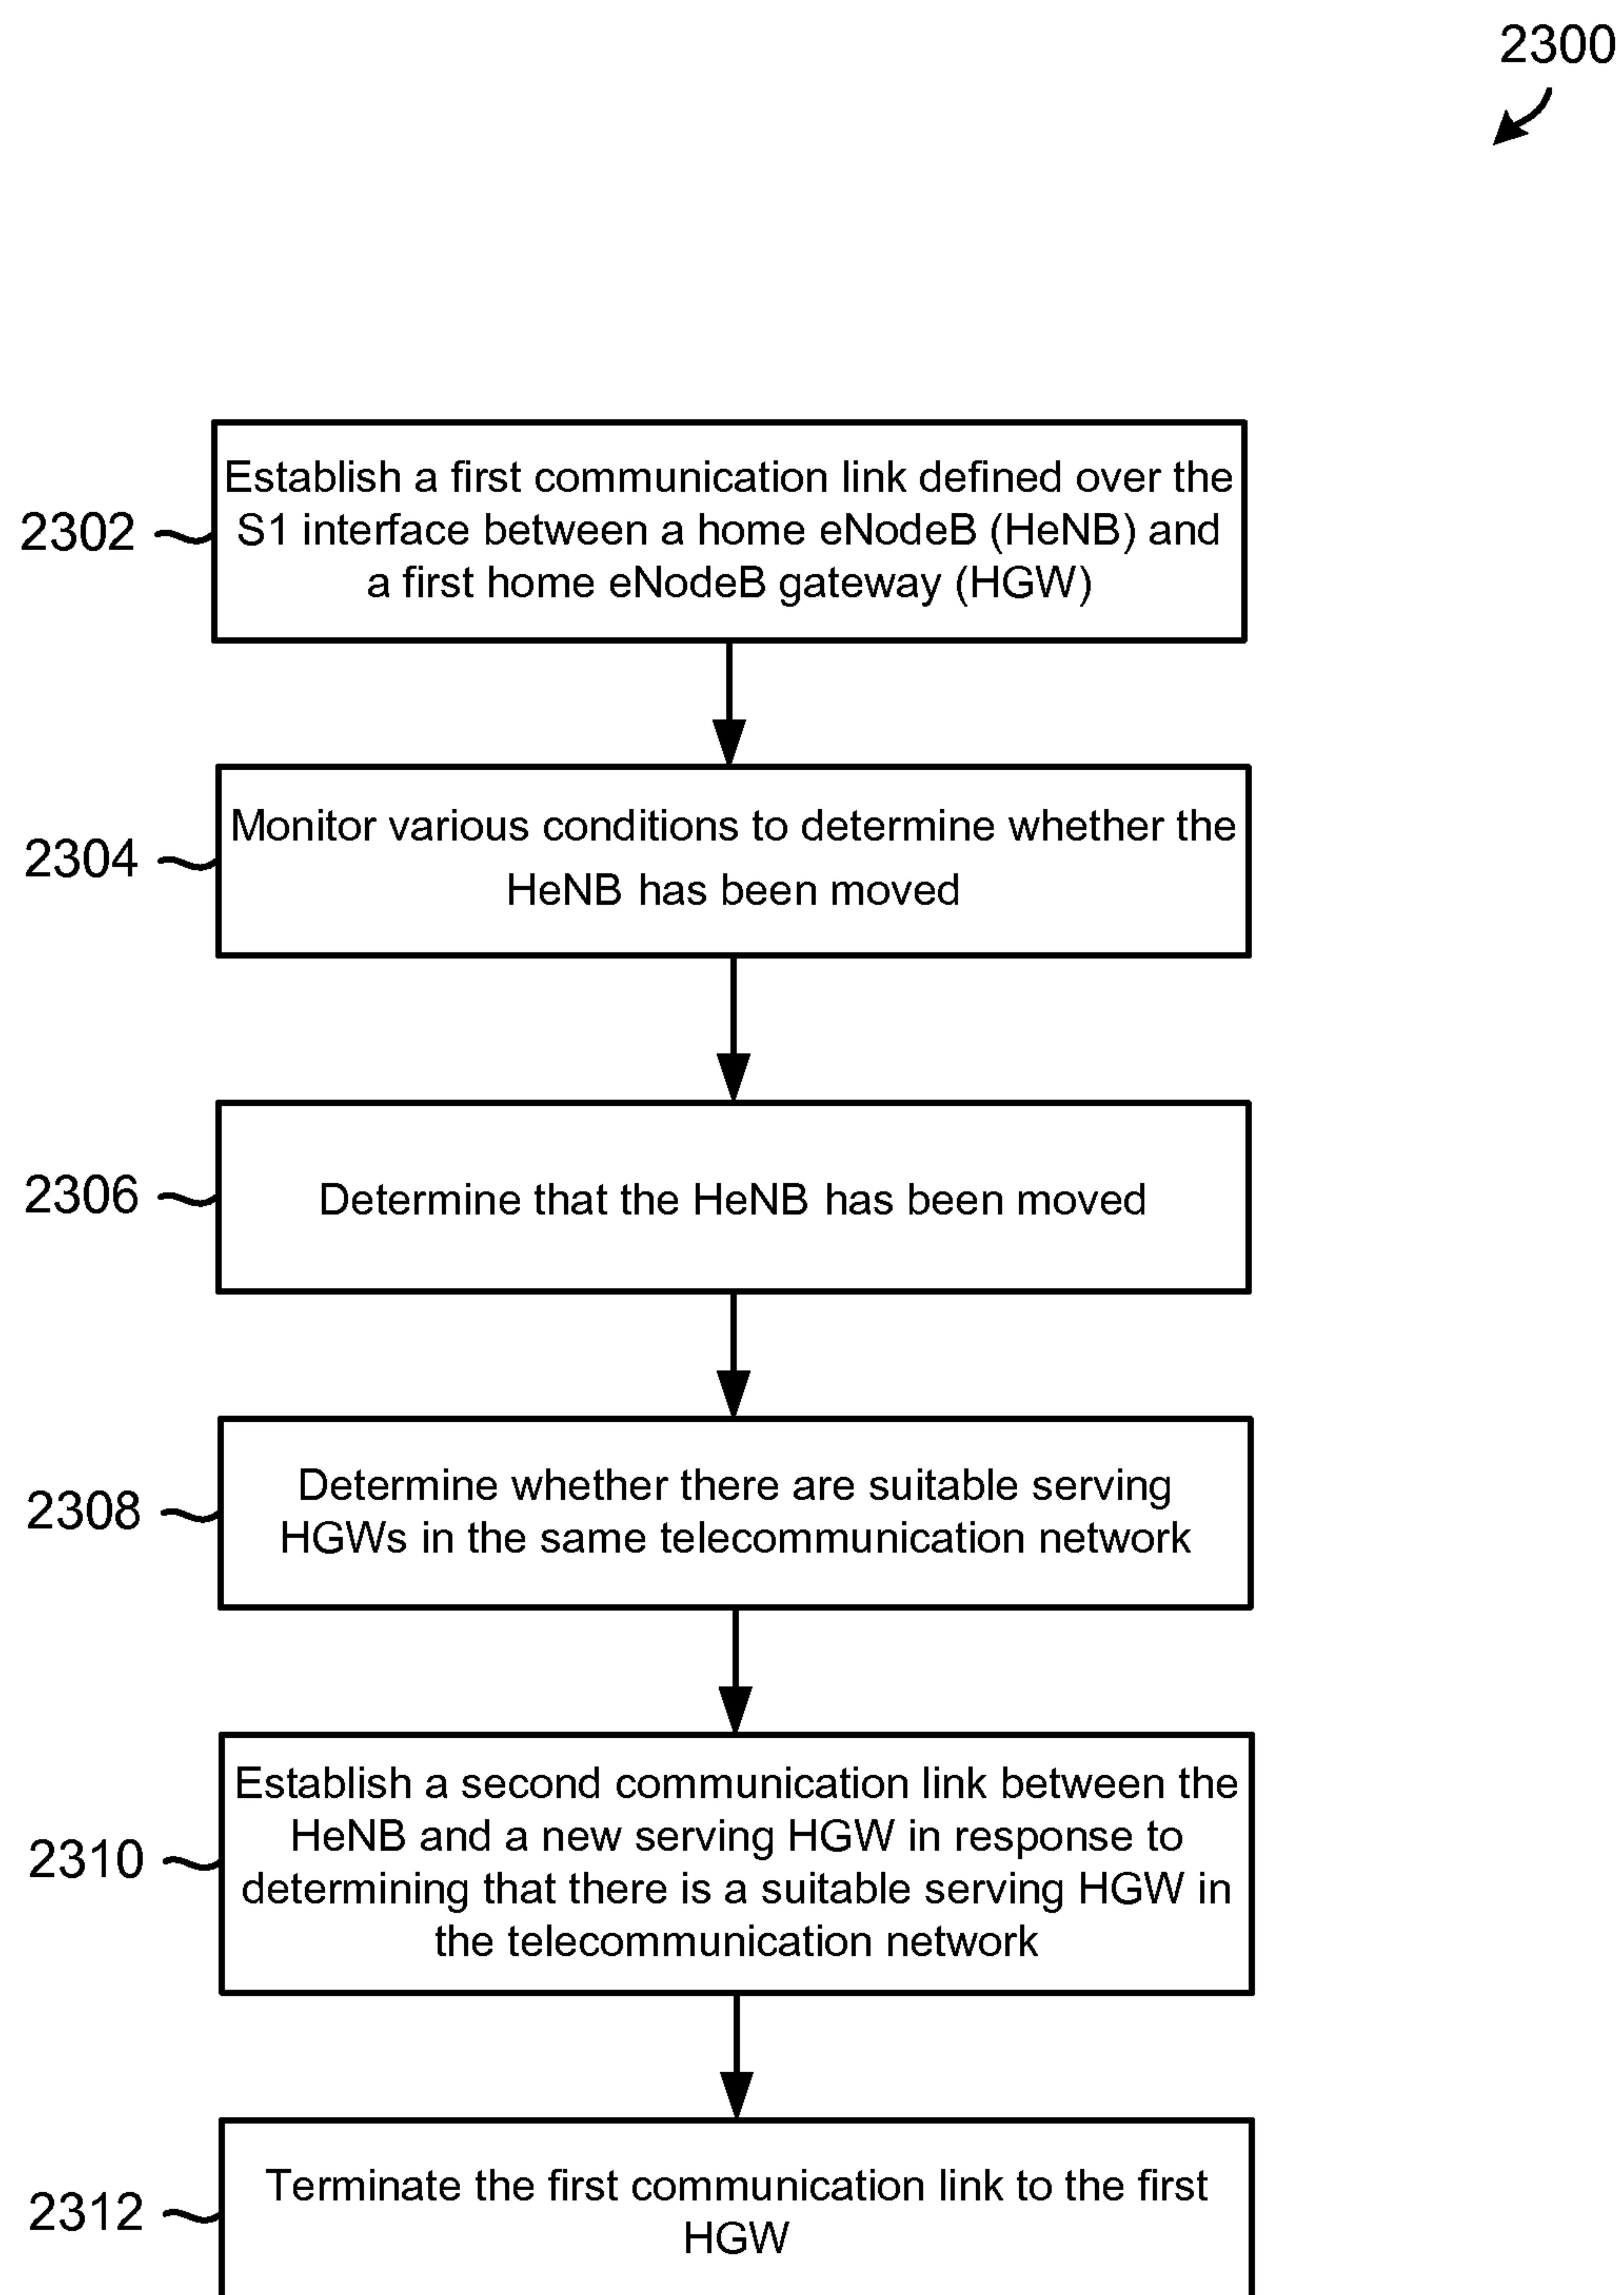 2300
2302
Establish a first communication link defined over the
S1 interface between a home eNodeB (HeNB) and
a first home eNodeB gateway (HGW)
2304
Monitor various conditions to determine whether the
HeNB has been moved
2306
Determine that the HeNB has been moved
2308
Determine whether there are suitable serving
HGWs in the same telecommunication network
2310
Establish a second communication link between the
HeNB and a new serving HGW in response to
determining that there is a suitable serving HGW in
the telecommunication network
2312
Terminate the first communication link to the first
HGW